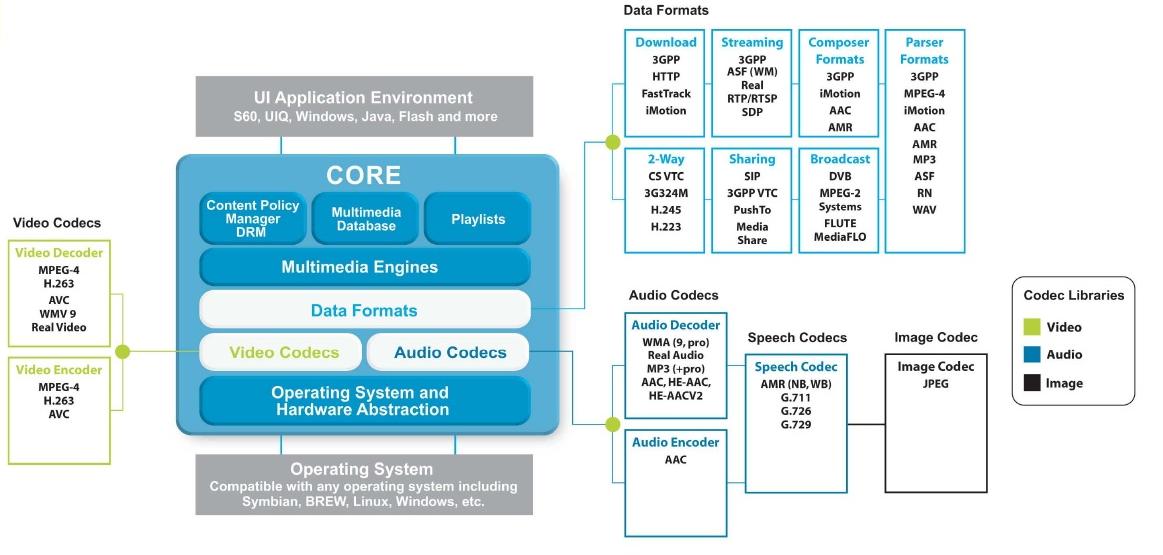 Data Formats
Download
3GPP
HTTP
FastTrack
iMotion
Streaming
3GPP
ASF (WM)
Real
RTP/RTSP
SDP
Composer
Formats
3GPP
iMotion
AAC
AMR
Parser
Formats
3GPP
MPEG-4
iMotion
AAC
AMR
MP3
ASF
RN
WAV
2-Way
CS VTC
3G324M
H.245
H.223
Sharing
SIP
3GPP VTC
PushTo
Media
Share
Broadcast
DVB
MPEG-2
Systems
FLUTE
MediaFLO
UI Application Environment
S60, UIQ, Windows, Java, Flash and more
CORE
Content Policy
Manager
DRM
Multimedia
Database
Playlists
Multimedia Engines
Data Formats
Video Codecs
Audio Codecs
Operating System and
Hardware Abstraction
Operating System
Compatible with any operating system including
Symbian, BREW, Linux, Windows, etc.
Video Codecs
Video Decoder
MPEG-4
H.263
AVC
WMV 9
Real Video
Video Encoder
MPEG-4
H.263
AVC
Audio Codecs
Audio Decoder
WMA (9, pro)
Real Audio
MP3 (+pro)
AAC, HE-AAC,
HE-AACV2
Audio Encoder
AAC
Speech Codecs
Speech Codec
AMR (NB, WB)
G.711
G.726
G.729
Image Codec
Image Codec
JPEG
Codec Libraries
Video
Audio
Image